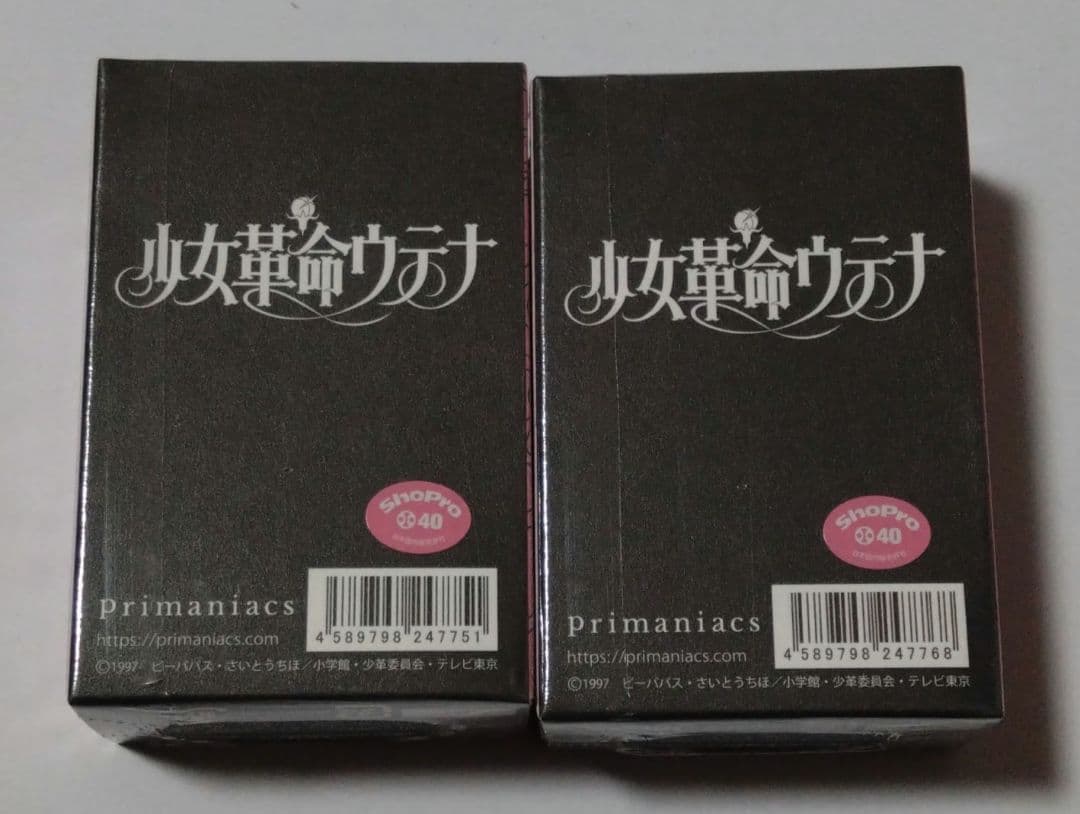 少女革命ウテナ
ShoPro
40
primaniacs
https://primaniacs.com
4 589798 247751
©1997 ビーパパス・さいとうちほ／小学館・少革委員会・テレビ東京
少女革命ウテナ
ShoPro
40
primaniacs
https://primaniacs.com
4 589798 247768
©1997 ビーパパス・さいとうちほ／小学館・少革委員会・テレビ東京